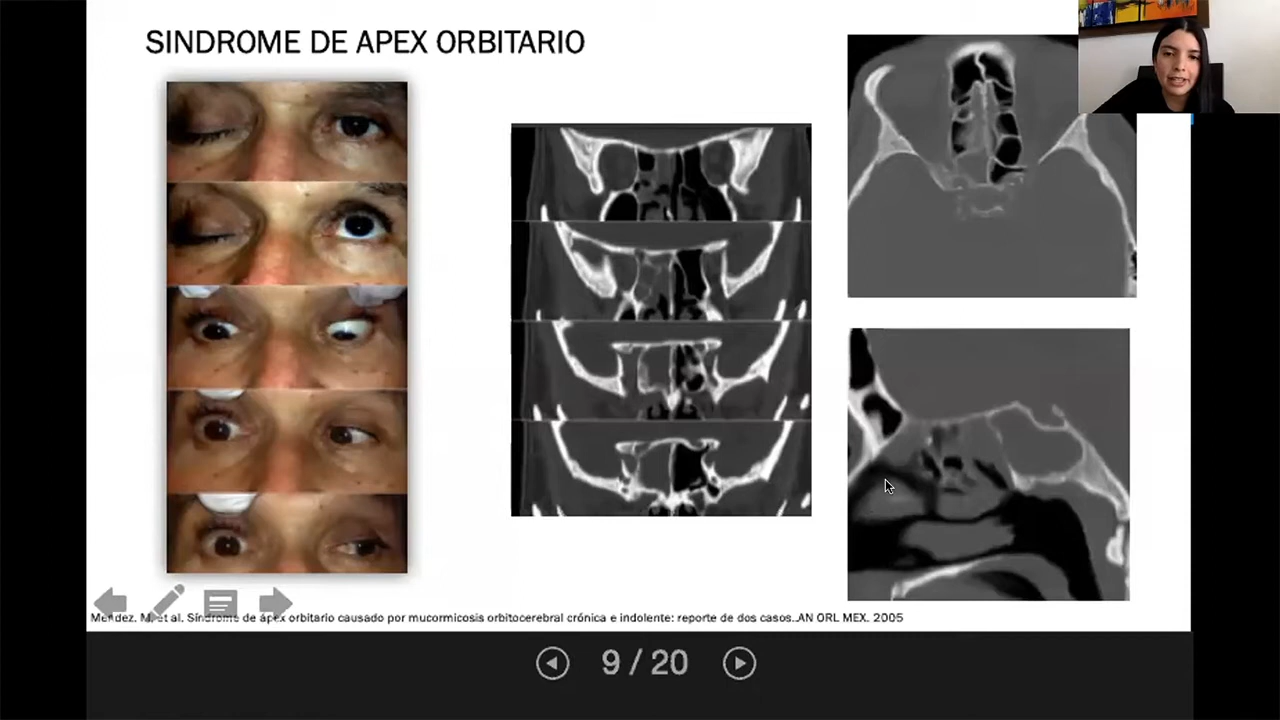 SINDROME DE APEX ORBITARIO
Mendez. M, et al. Síndrome de ápex orbitario causado por mucormicosis orbitocerebral crónica e indolente: reporte de dos casos..AN ORL MEX. 2005
9 / 20